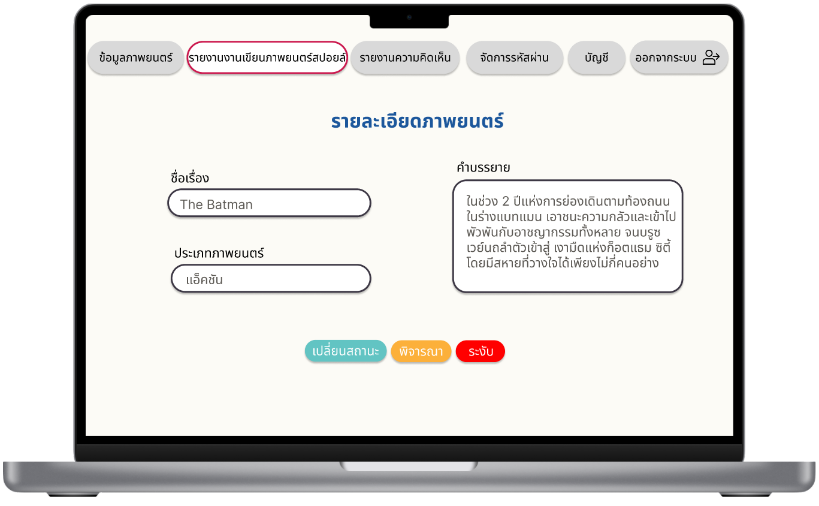 ข้อมูลภาพยนตร์ รายงานงานเขียนภาพยนตร์สปอยล์ รายงานความคิดเห็น จัดการรหัสผ่าน บัญชี ออกจากระบบ
รายละเอียดภาพยนตร์
ชื่อเรื่อง
The Batman
ประเภทภาพยนตร์
แอ็คชัน
คำบรรยาย
ในช่วง 2 ปีแห่งการย่องเดินตามท้องถนน
ในร่างแบทแมน เอาชนะความกลัวและเข้าไป
พัวพันกับอาชญากรรมทั้งหลาย จนบรูซ
เวย์นถลำตัวเข้าสู่ เงามืดแห่งก็อตแธม ซิตี้
โดยมีสหายที่วางใจได้เพียงไม่กี่คนอย่าง
เปลี่ยนสถานะ พิจารณา ระงับ